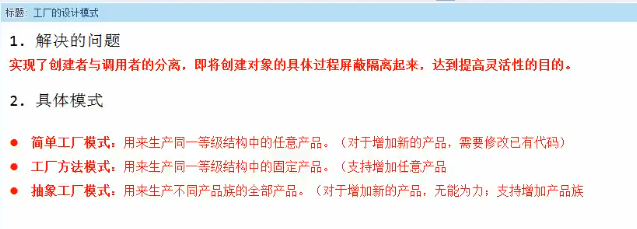 标题: 工厂的设计模式
1. 解决的问题
实现了创建者与调用者的分离，即将创建对象的具体过程屏蔽隔离起来，达到提高灵活性的目的。
2. 具体模式
● 简单工厂模式：用来生产同一等级结构中的任意产品。（对于增加新的产品，需要修改已有代码）
● 工厂方法模式：用来生产同一等级结构中的固定产品。（支持增加任意产品
● 抽象工厂模式：用来生产不同产品族的全部产品。（对于增加新的产品，无能为力；支持增加产品族